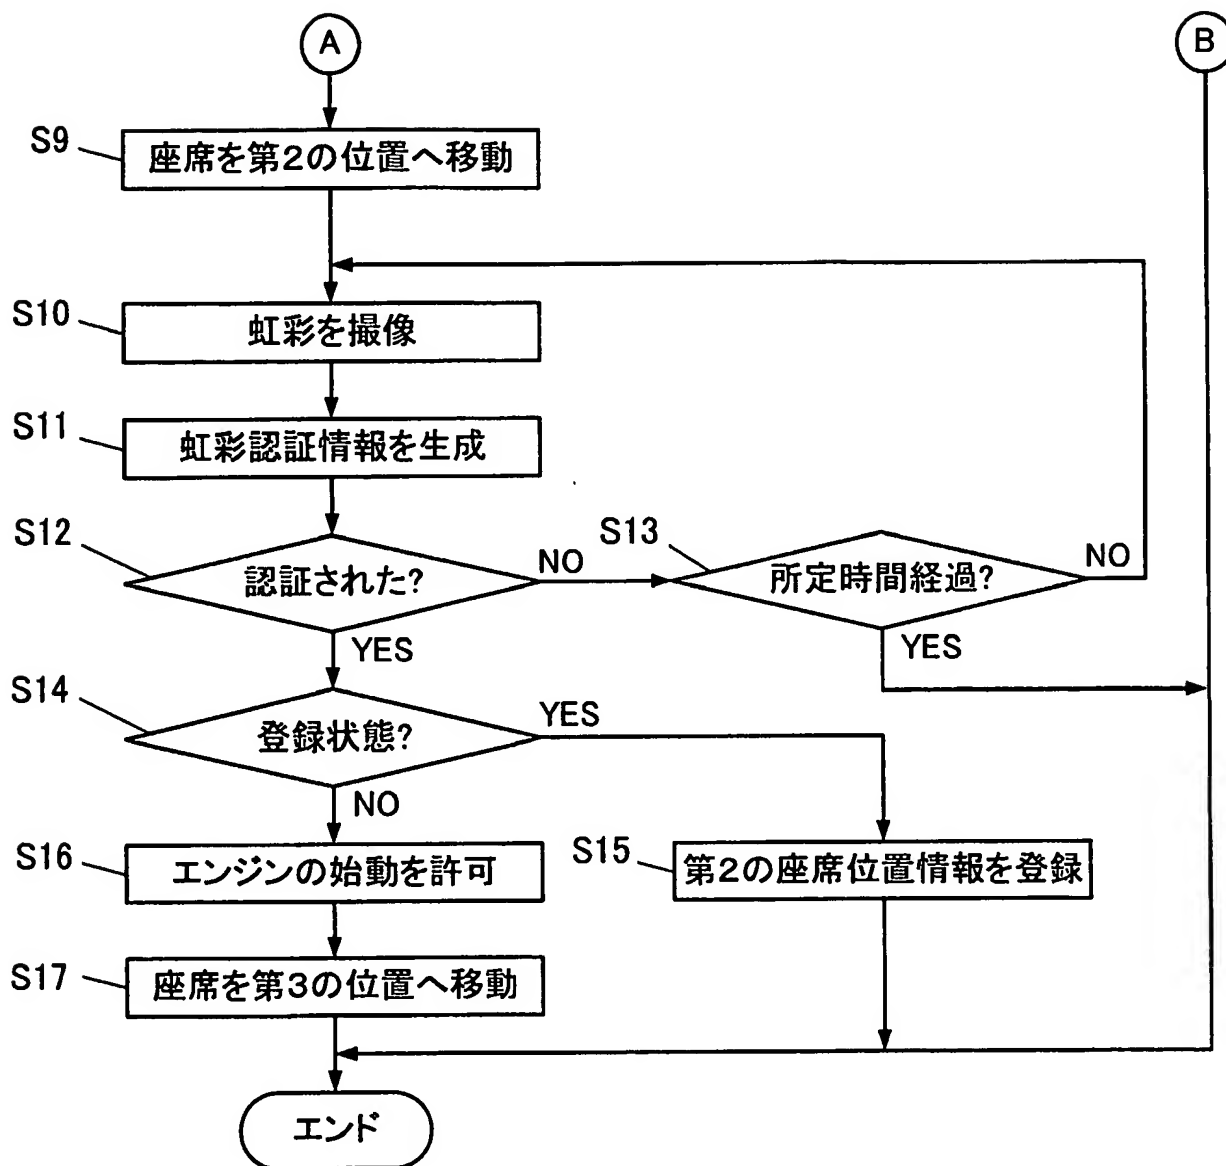 A
B
S9
座席を第2の位置へ移動
S10
虹彩を撮像
S11
虹彩認証情報を生成
S12
認証された?
NO
S13
所定時間経過?
NO
YES
YES
S14
登録状態?
YES
NO
S16
エンジンの始動を許可
S15
第2の座席位置情報を登録
S17
座席を第3の位置へ移動
エンド